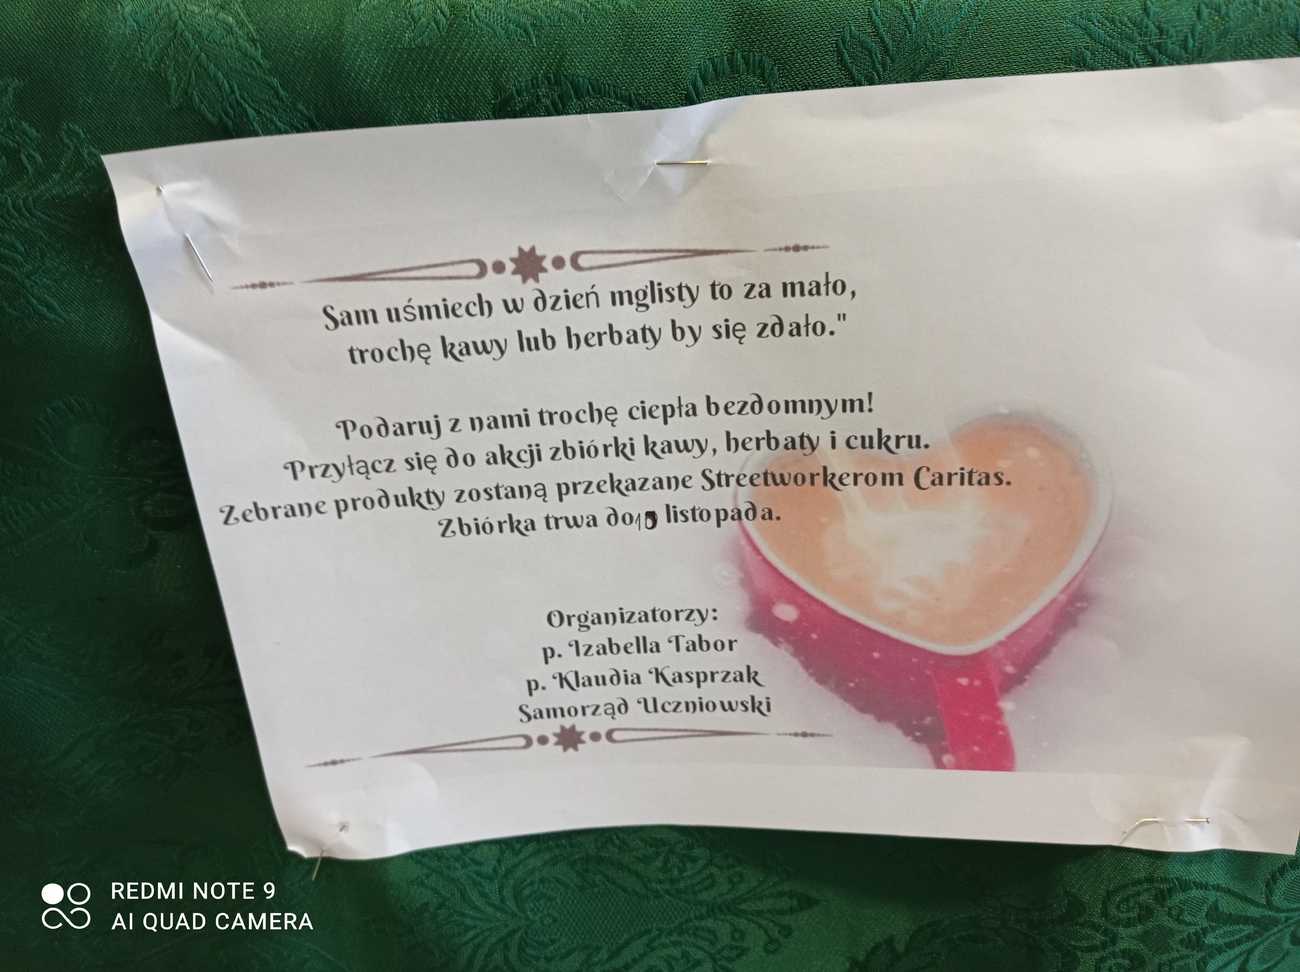 Sam uśmiech w dzień mglisty to za mało,
trochę kawy lub herbaty by się zdało."
Podaruj z nami trochę ciepła bezdomnym!
Przyłącz się do akcji zbiórki kawy, herbaty i cukru.
Zebrane produkty zostaną przekazane Streetworkerom Caritas.
Zbiórka trwa do listopada.
Organizatorzy:
p. Izabella Tabor
p. Klaudia Kasprzak
Samorząd Uczniowski
REDMI NOTE 9
AI QUAD CAMERA